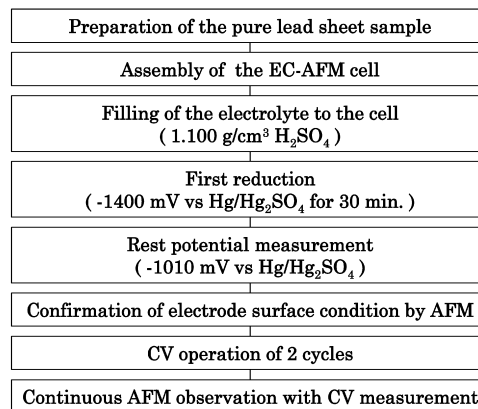 Preparation of the pure lead sheet sample
Assembly of the EC-AFM cell
Filling of the electrolyte to the cell
( 1.100 g/cm³ H₂SO₄ )
First reduction
( -1400 mV vs Hg/Hg₂SO₄ for 30 min. )
Rest potential measurement
( -1010 mV vs Hg/Hg₂SO₄ )
Confirmation of electrode surface condition by AFM
CV operation of 2 cycles
Continuous AFM observation with CV measurement